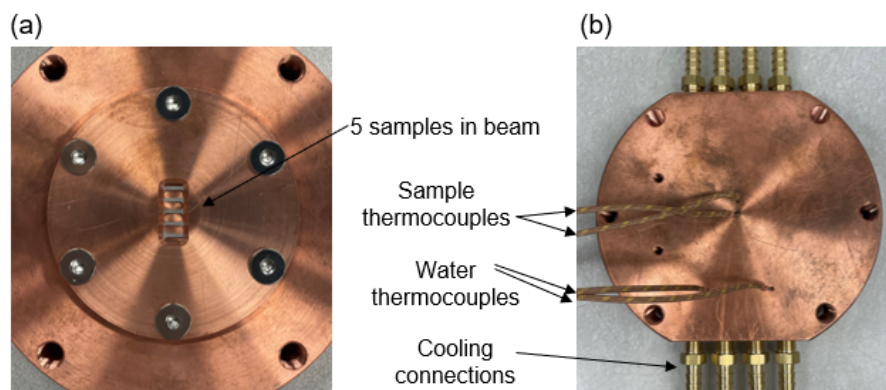 (a)
(b)
5 samples in beam
Sample
thermocouples
Water
thermocouples
Cooling
connections